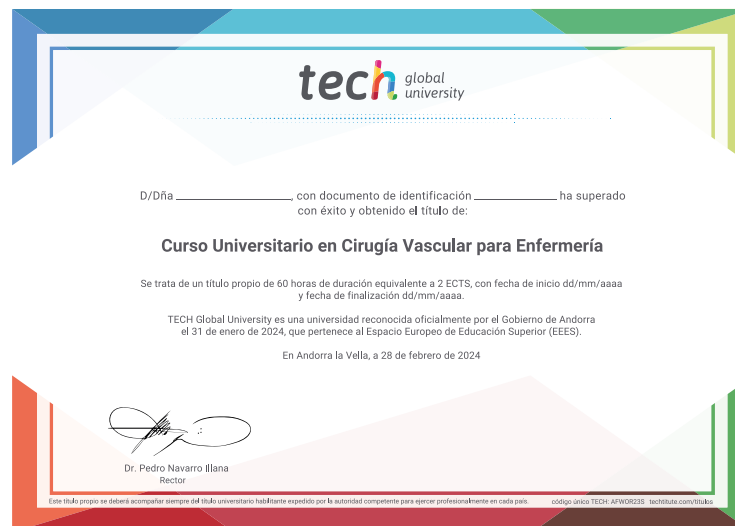 tech global university
D/Dña ____________, con documento de identificación ____________ ha superado
con éxito y obtenido el título de:
Curso Universitario en Cirugía Vascular para Enfermería
Se trata de un título propio de 60 horas de duración equivalente a 2 ECTS, con fecha de inicio dd/mm/aaaa
y fecha de finalización dd/mm/aaaa.
TECH Global University es una universidad reconocida oficialmente por el Gobierno de Andorra
el 31 de enero de 2024, que pertenece al Espacio Europeo de Educación Superior (EEES).
En Andorra la Vella, a 28 de febrero de 2024
Dr. Pedro Navarro Illana
Rector
Este título propio se deberá acompañar siempre del título universitario habilitante expedido por la autoridad competente para ejercer profesionalmente en cada país. código único TECH: AFWOR23S techtitute.com/titulos